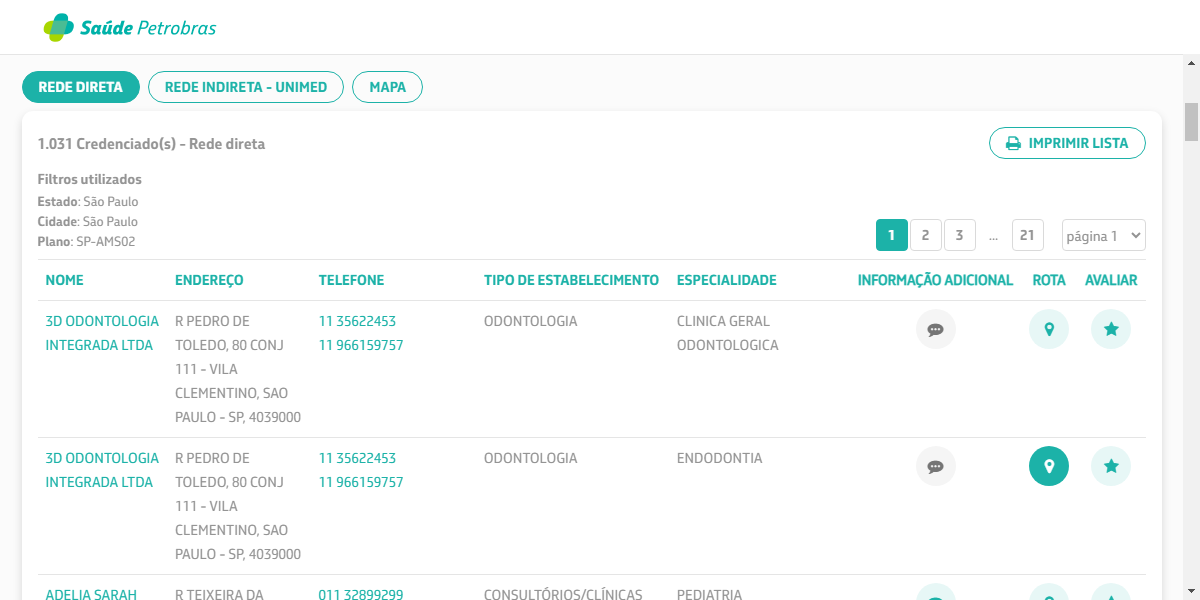 Saúde Petrobras
REDE DIRETA
REDE INDIRETA - UNIMED
MAPA
1.031 Credenciado(s) - Rede direta
IMPRIMIR LISTA
Filtros utilizados
Estado: São Paulo
Cidade: São Paulo
Plano: SP-AMS02
1 2 3 ... 21 página 1
NOME ENDEREÇO TELEFONE TIPO DE ESTABELECIMENTO ESPECIALIDADE INFORMAÇÃO ADICIONAL ROTA AVALIAR
3D ODONTOLOGIA
INTEGRADA LTDA
R PEDRO DE
TOLEDO, 80 CONJ
111 - VILA
CLEMENTINO, SAO
PAULO - SP, 4039000
11 35622453
11 966159757
ODONTOLOGIA
CLINICA GERAL
ODONTOLOGICA
3D ODONTOLOGIA
INTEGRADA LTDA
R PEDRO DE
TOLEDO, 80 CONJ
111 - VILA
CLEMENTINO, SAO
PAULO - SP, 4039000
11 35622453
11 966159757
ODONTOLOGIA
ENDODONTIA
ADELIA SARAH
R TEIXEIRA DA
011 32899299
CONSULTÓRIOS/CLÍNICAS
PEDIATRIA